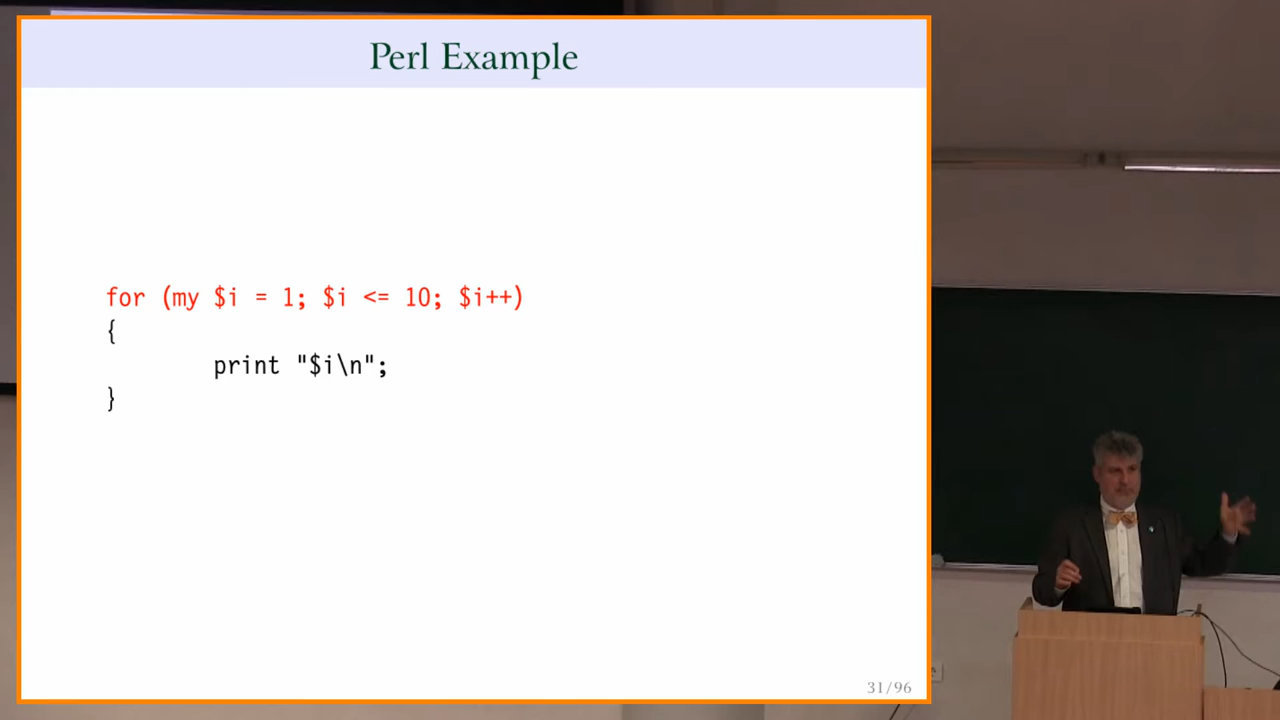 Perl Example
for (my $i = 1; $i <= 10; $i++)
{
        print "$i\n";
}
31/96